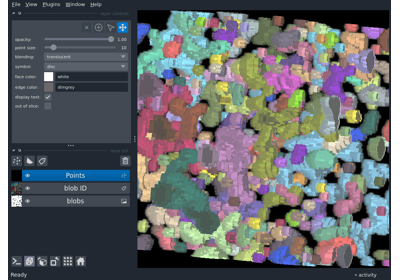 File View Plugins Window Help
opacity: 1.00
point size: 10
blending: translucent
symbol: disc
face color: white
edge color: dimgrey
display text:
out of slice:
Points
blob ID
blobs
Ready
activity